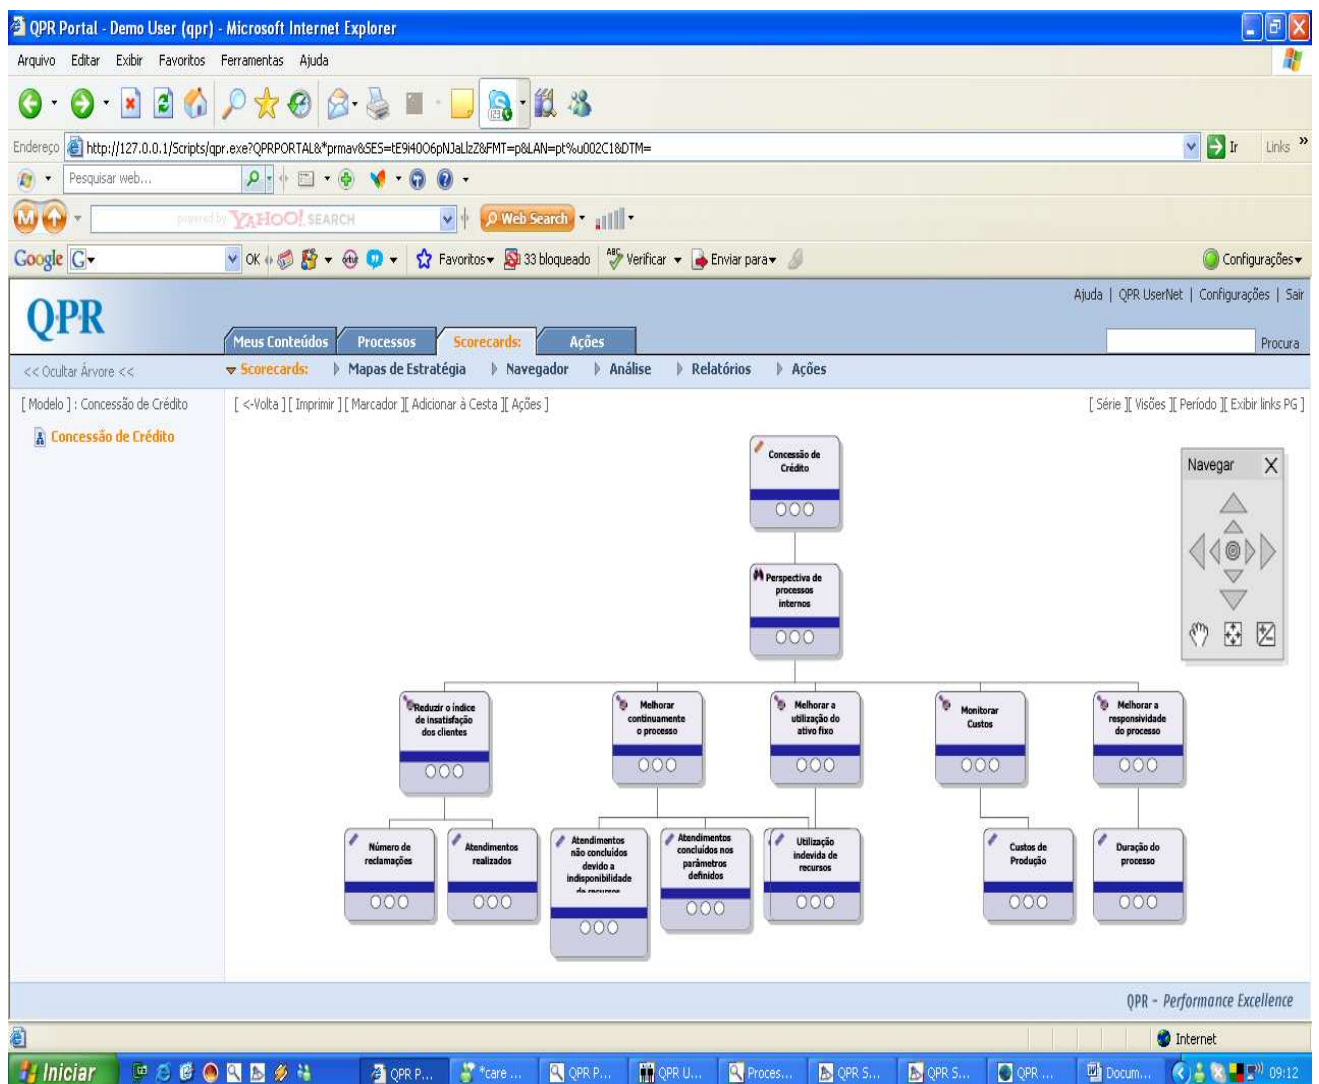 QPR Portal - Demo User (qpr) - Microsoft Internet Explorer
Arquivo Editar Exibir Favoritos Ferramentas Ajuda
Endereço http://127.0.0.1/Scripts/qpr.exe?QPRPORTAL&*prmav&SES=tE9i40O6pNJaLlzZ&FMT=p&LAN=pt%u002C1&DTM= Ir Links »
Pesquisar web...
powered by YAHOO! SEARCH Web Search
Google G OK Favoritos 33 bloqueado ABC Verificar Enviar para Configurações
QPR
Ajuda | QPR UserNet | Configurações | Sair
Meus Conteúdos Processos Scorecards: Ações Procura
<< Ocultar Árvore << Scorecards: Mapas de Estratégia Navegador Análise Relatórios Ações
[ Modelo ] : Concessão de Crédito [ <-Volta ][ Imprimir ][ Marcador ][ Adicionar à Cesta ][ Ações ] [ Série ][ Visões ][ Período ][ Exibir links PG ]
Concessão de Crédito
Navegar X
Concessão de
Crédito
Perspectiva de
processos
internos
Reduzir o índice
de insatisfação
dos clientes
Melhorar
continuamente
o processo
Melhorar a
utilização do
ativo fixo
Monitorar
Custos
Melhorar a
responsividade
do processo
Número de
reclamações
Atendimentos
realizados
Atendimentos
não concluídos
devido a
indisponibilidade
de recursos
Atendimentos
concluídos nos
parâmetros
definidos
Utilização
indevida de
recursos
Custos de
Produção
Duração do
processo
QPR - Performance Excellence
Internet
Iniciar QPR P... *care ... QPR P... QPR U... Proces... QPR S... QPR S... QPR ... Docum... 09:12